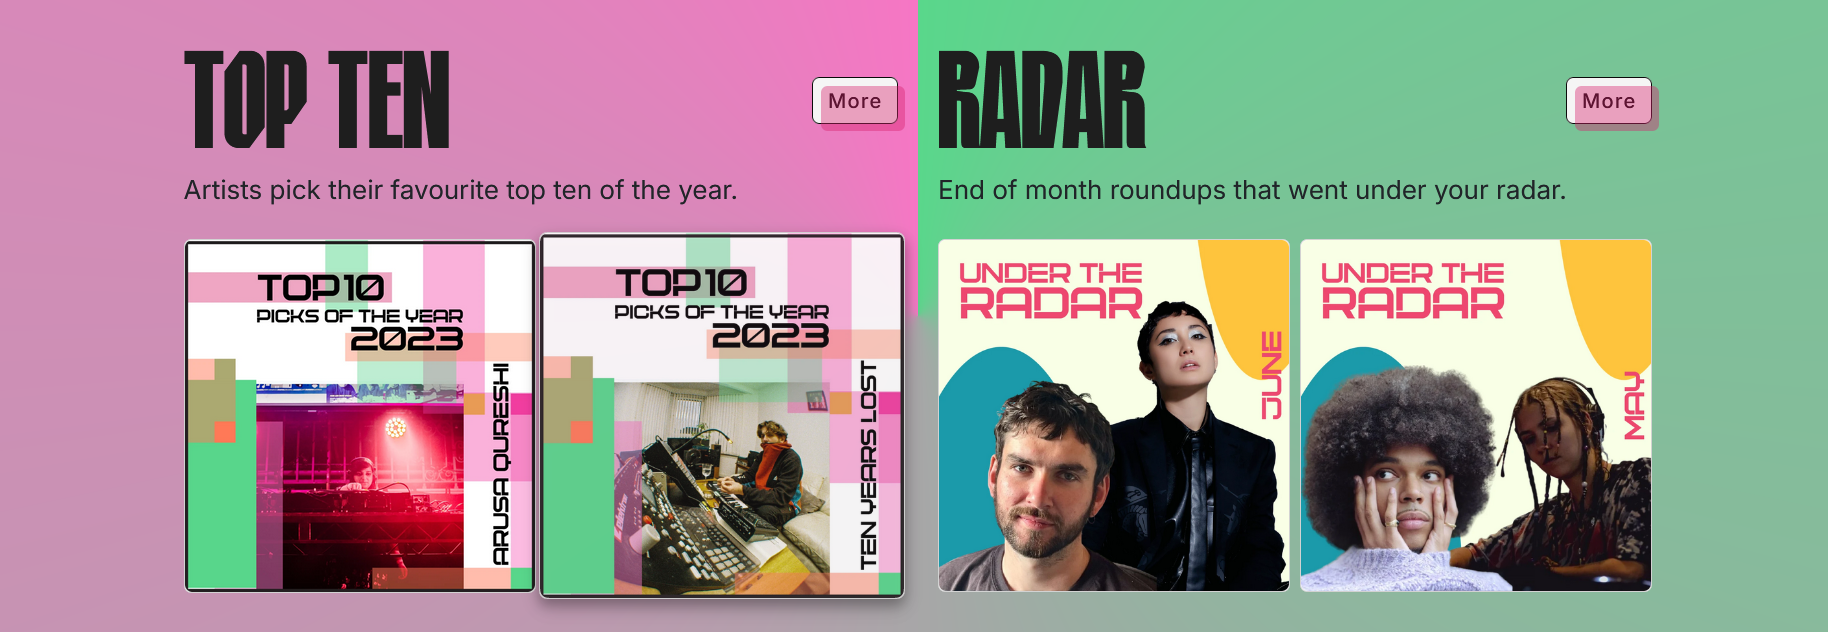 TOP TEN
More
Artists pick their favourite top ten of the year.
TOP10
PICKS OF THE YEAR
2023
ARUSA QURESHI
TOP10
PICKS OF THE YEAR
2023
TEN YEARS LOST
RADAR
More
End of month roundups that went under your radar.
UNDER THE
RADAR
JUNE
UNDER THE
RADAR
MAY